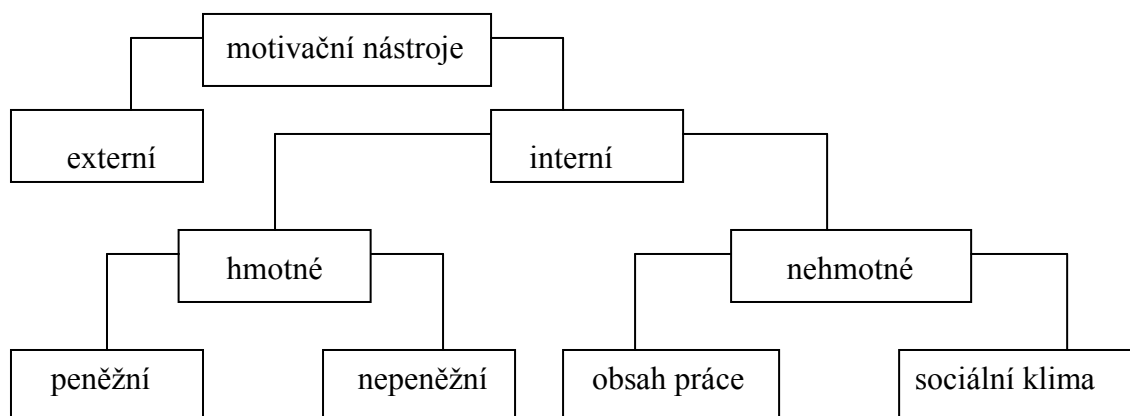 motivační nástroje
externí
interní
hmotné
nehmotné
peněžní
nepeněžní
obsah práce
sociální klima